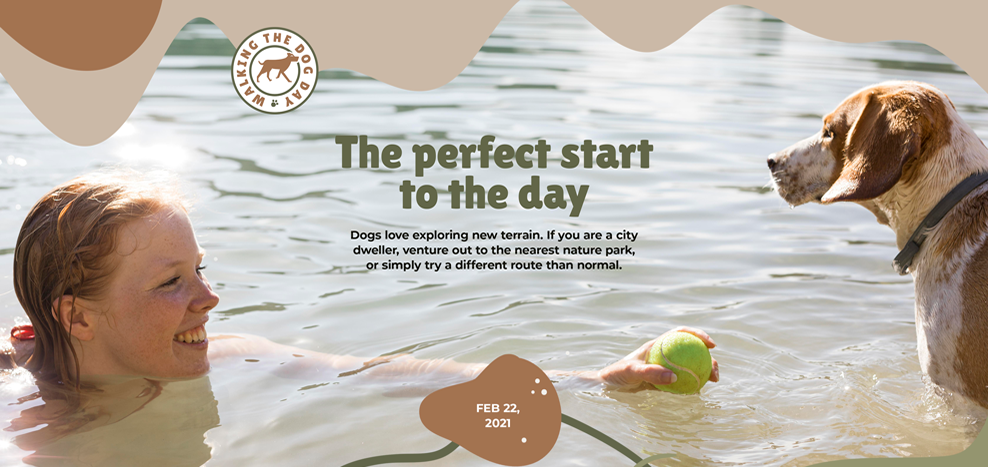 WALKING THE DOG DAY
The perfect start
to the day
Dogs love exploring new terrain. If you are a city
dweller, venture out to the nearest nature park,
or simply try a different route than normal.
FEB 22,
2021